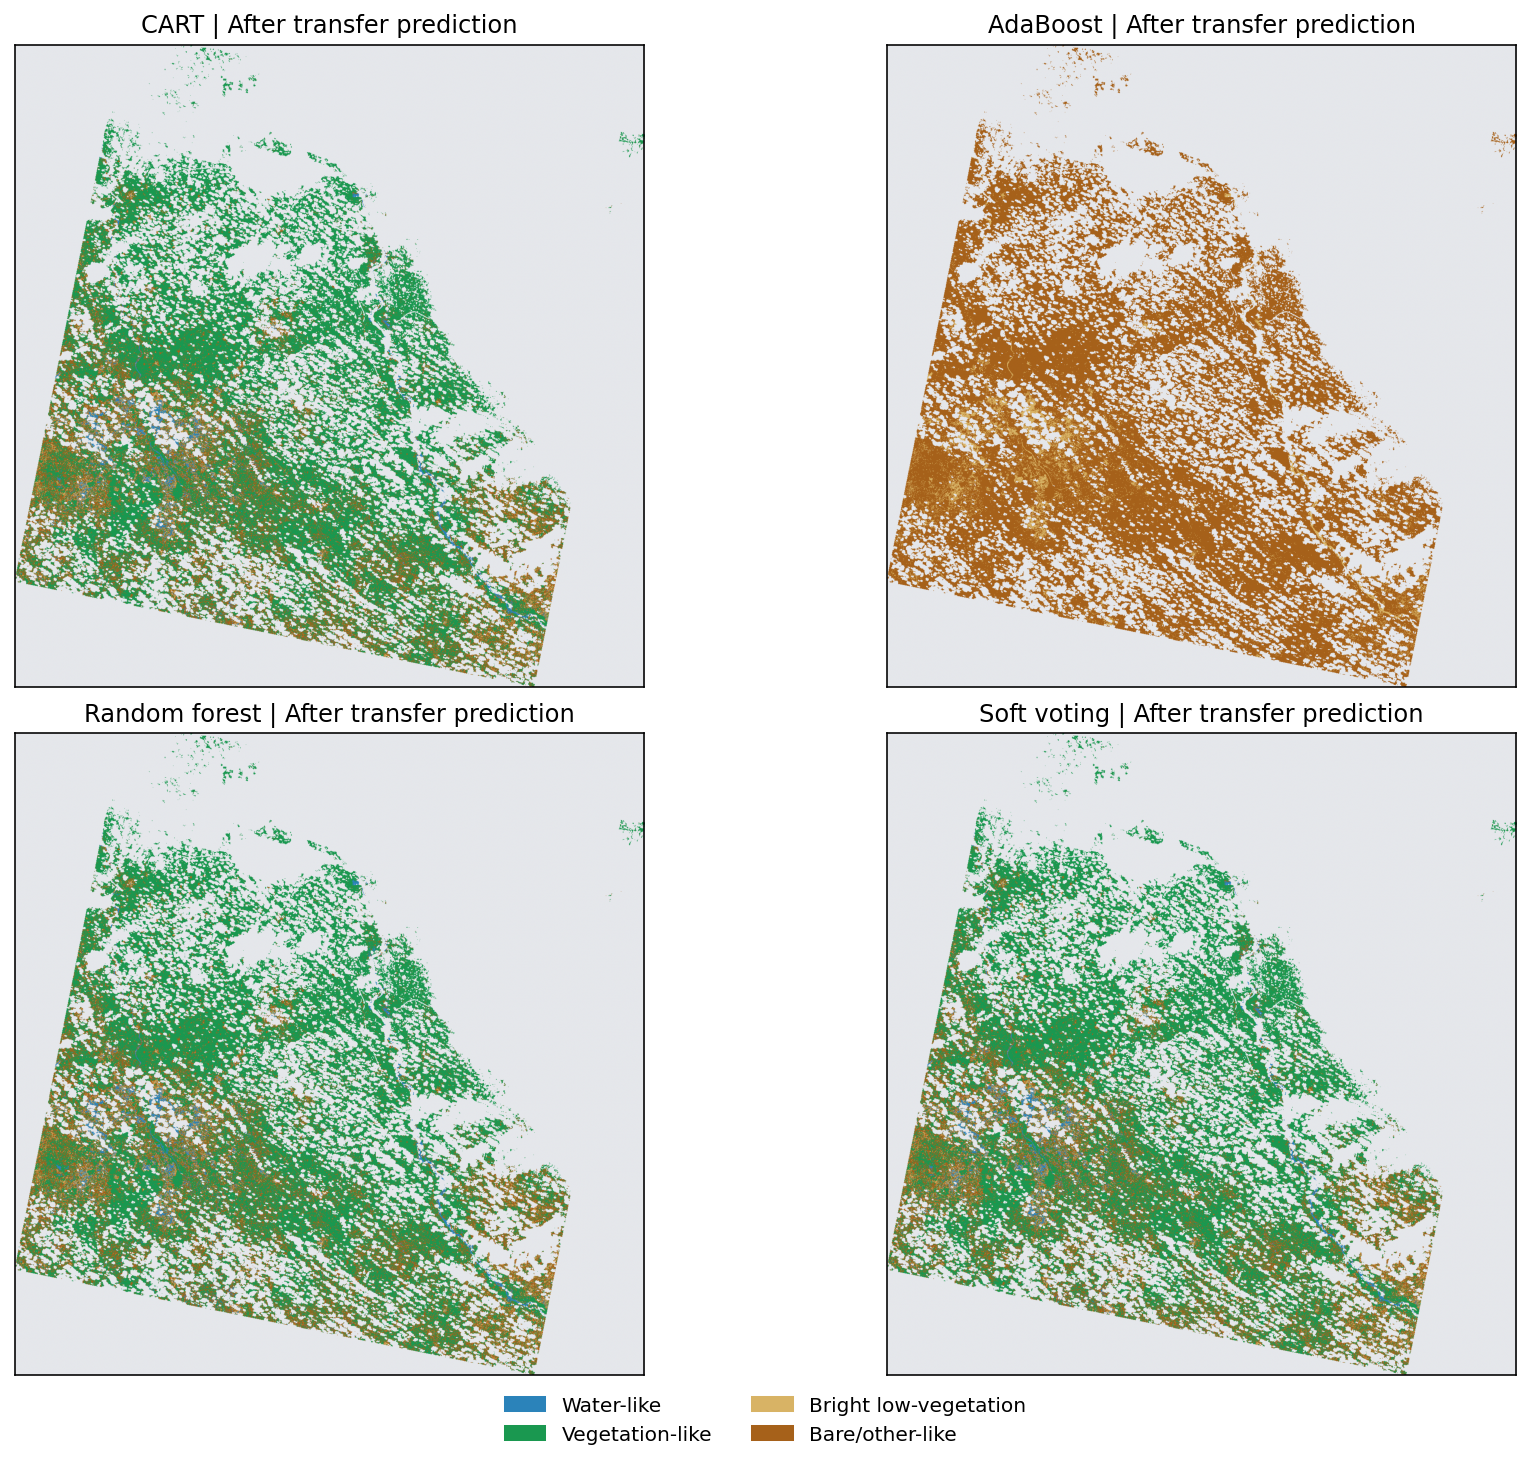 CART | After transfer prediction
AdaBoost | After transfer prediction
Random forest | After transfer prediction
Soft voting | After transfer prediction
Water-like
Vegetation-like
Bright low-vegetation
Bare/other-like